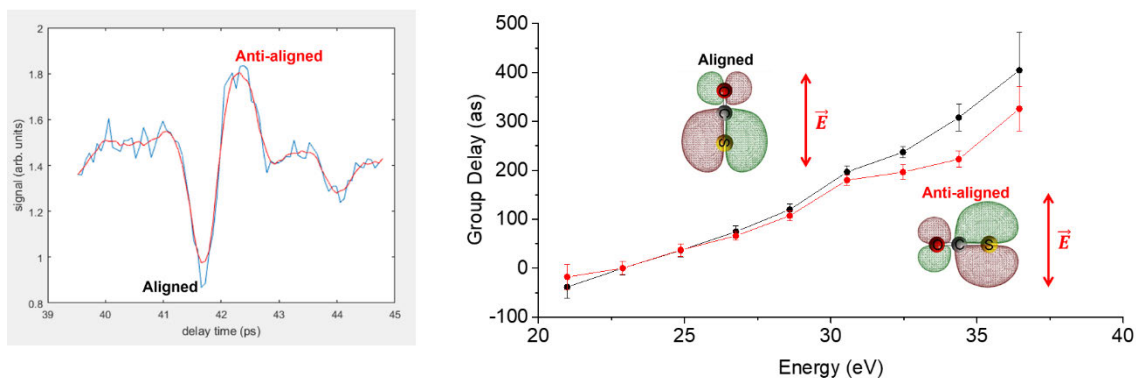 2
1.8
1.6
1.4
1.2
1
0.8
39
40
41
42
43
44
45
signal (arb. units)
delay time (ps)
Anti-aligned
Aligned
500
400
300
200
100
0
-100
20
25
30
35
40
Group Delay (as)
Energy (eV)
Aligned
C
S
E
Anti-aligned
C
S
E